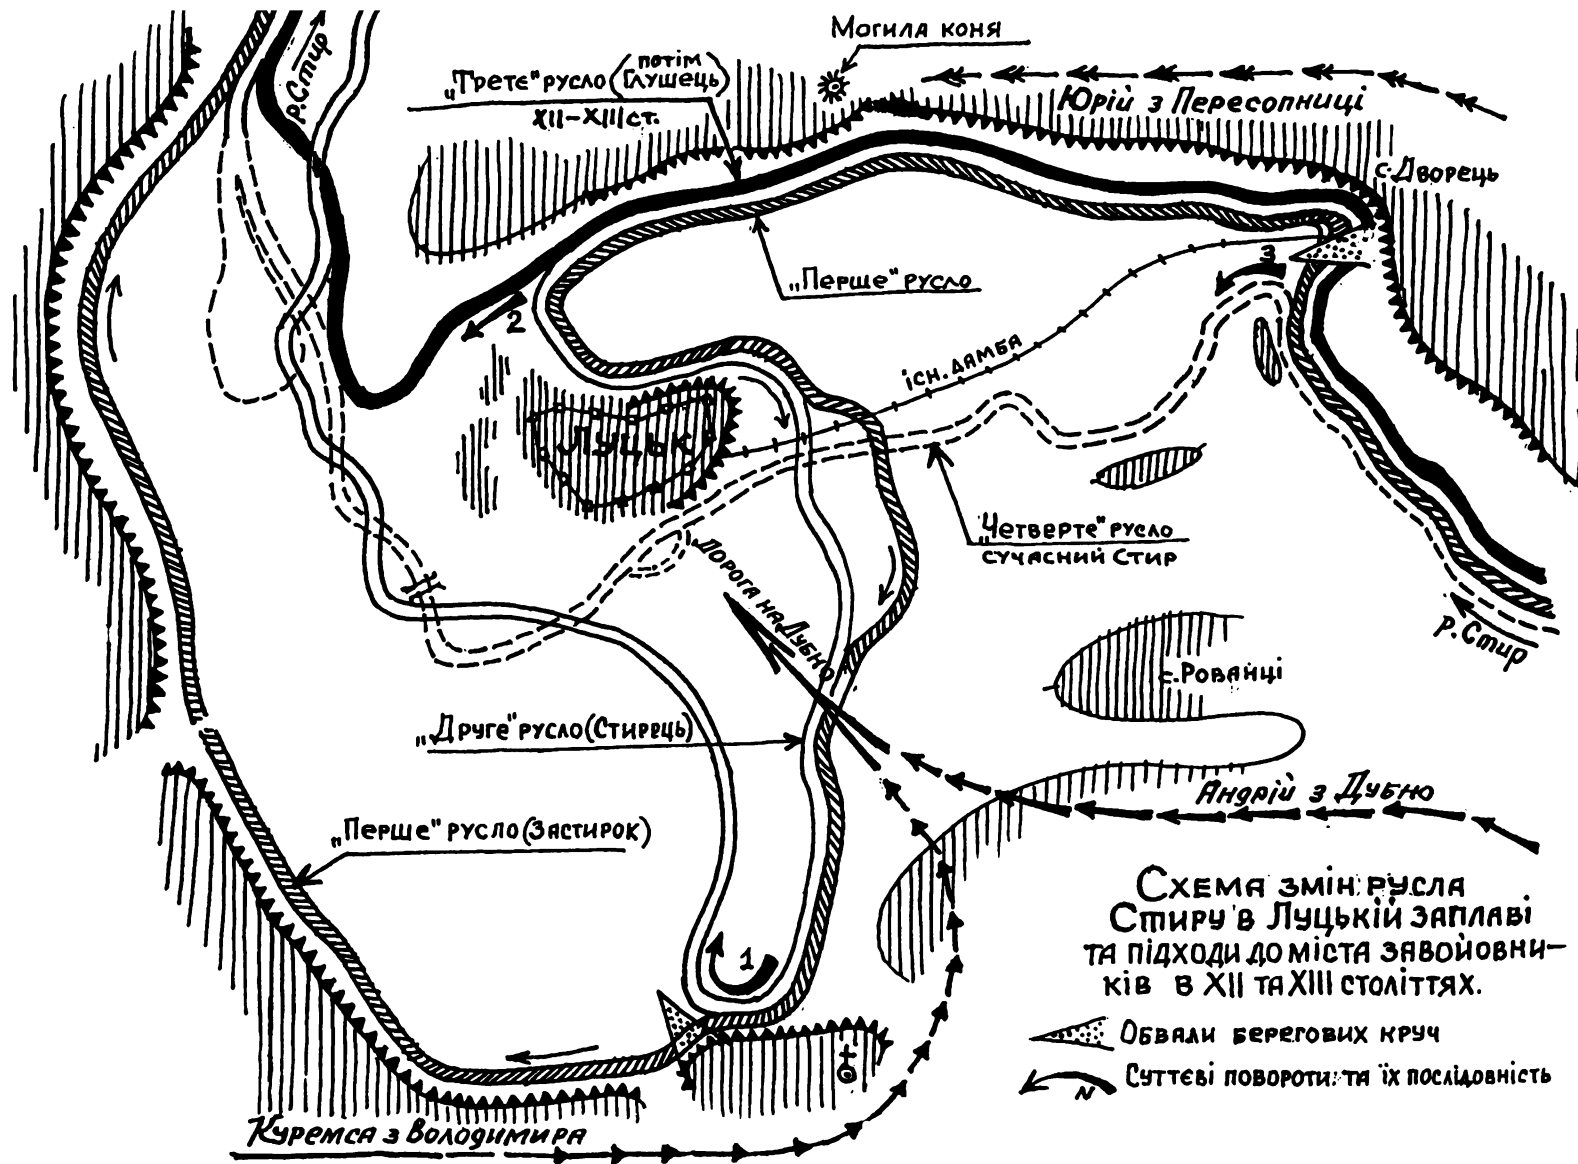 Могила коня
р. Стир
„Третє" русло (потім Глушець)
XII–XIII ст.
Юрій з Пересопниці
с. Дворець
„Перше" русло
3
2
існ. дамба
Луцьк
„Четверте" русло
сучасний Стир
дорога на Дубно
р. Стир
с. Рованці
„Друге" русло (Стирець)
Андрій з Дубно
„Перше" русло (Застирок)
1
Схема змін русла
Стиру в Луцькій заплаві
та підходи до міста завойовни-
ків в XII та XIII століттях.
Обвали берегових круч
N
Суттєві повороти та їх послідовність
Куремса з Володимира